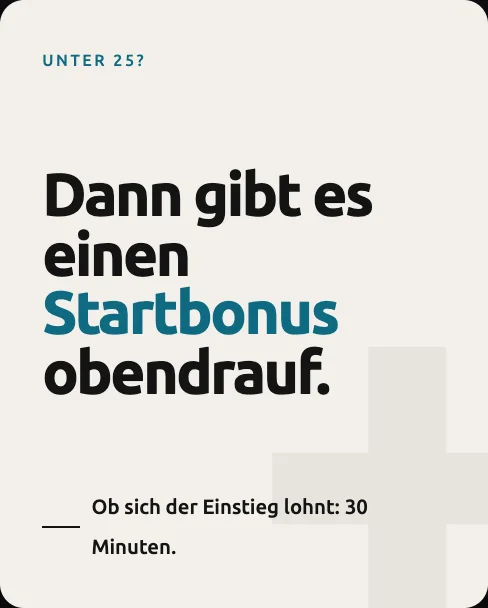 UNTER 25?
Dann gibt es
einen
Startbonus
obendrauf.
Ob sich der Einstieg lohnt: 30
Minuten.